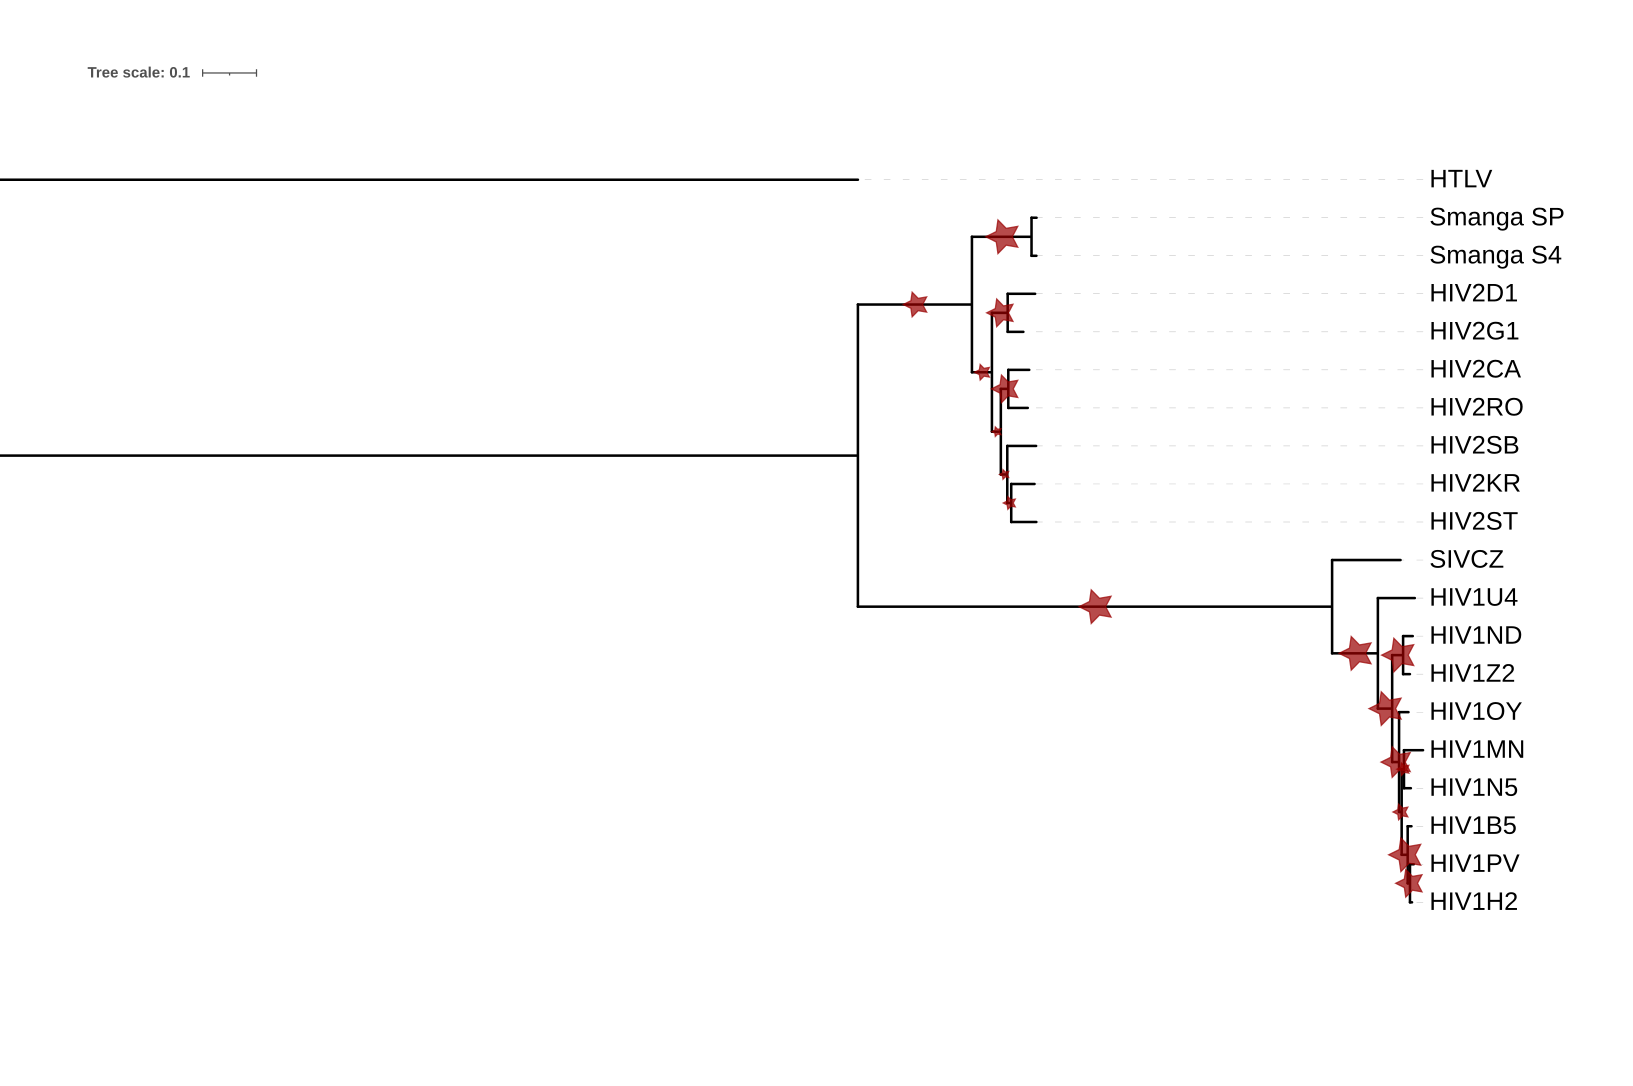 Tree scale: 0.1
HTLV
Smanga SP
Smanga S4
HIV2D1
HIV2G1
HIV2CA
HIV2RO
HIV2SB
HIV2KR
HIV2ST
SIVCZ
HIV1U4
HIV1ND
HIV1Z2
HIV1OY
HIV1MN
HIV1N5
HIV1B5
HIV1PV
HIV1H2